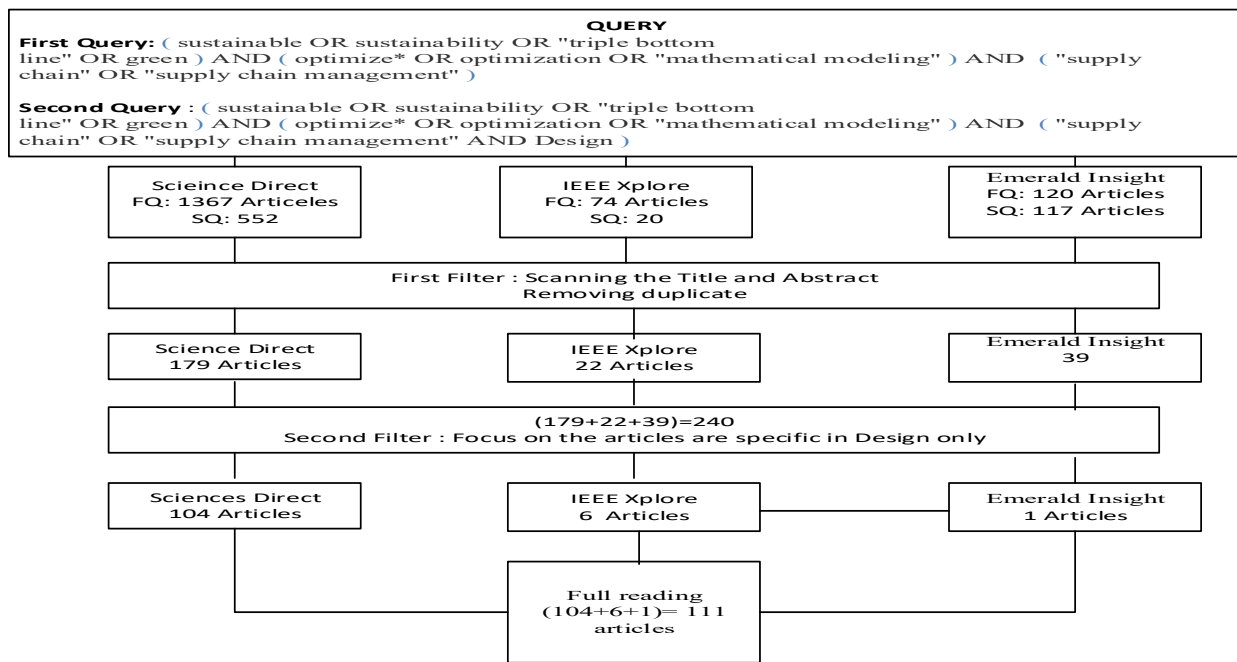 QUERY
First Query: ( sustainable OR sustainability OR "triple bottom
line" OR green ) AND ( optimize* OR optimization OR "mathematical modeling" ) AND ( "supply
chain" OR "supply chain management" )
Second Query : ( sustainable OR sustainability OR "triple bottom
line" OR green ) AND ( optimize* OR optimization OR "mathematical modeling" ) AND ( "supply
chain" OR "supply chain management" AND Design )
Scieince Direct
FQ: 1367 Articeles
SQ: 552
IEEE Xplore
FQ: 74 Articles
SQ: 20
Emerald Insight
FQ: 120 Articles
SQ: 117 Articles
First Filter : Scanning the Title and Abstract
Removing duplicate
Science Direct
179 Articles
IEEE Xplore
22 Articles
Emerald Insight
39
(179+22+39)=240
Second Filter : Focus on the articles are specific in Design only
Sciences Direct
104 Articles
IEEE Xplore
6 Articles
Emerald Insight
1 Articles
Full reading
(104+6+1)= 111
articles